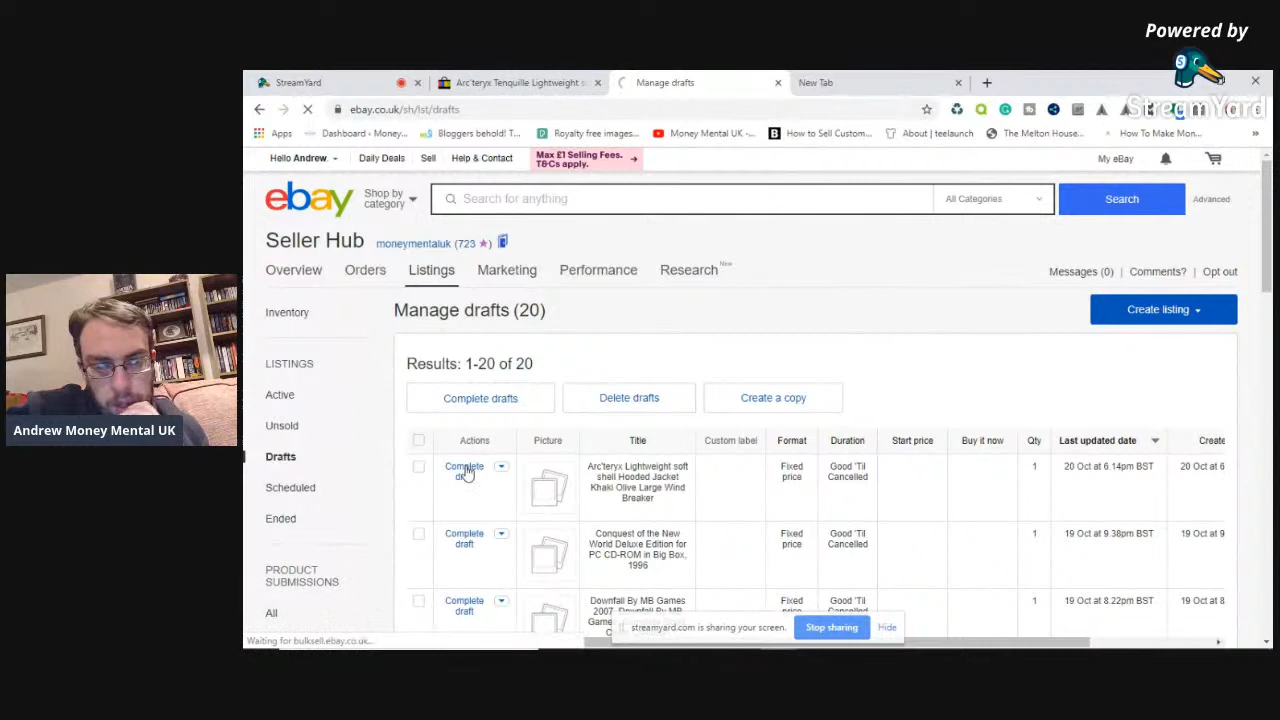 Powered by
StreamYard
StreamYard
Arc'teryx Tenquille Lightweight s
Manage drafts
New Tab
ebay.co.uk/sh/lst/drafts
Apps
Dashboard - Money...
Bloggers behold! T...
Royalty free images...
Money Mental UK -...
How to Sell Custom...
About | teelaunch
The Melton House...
How To Make Mon...
Hello Andrew.
Daily Deals
Sell
Help & Contact
Max £1 Selling Fees.
T&Cs apply.
My eBay
ebay
Shop by
category
Search for anything
All Categories
Search
Advanced
Seller Hub
moneymentaluk (723)
Overview
Orders
Listings
Marketing
Performance
Research
New
Messages (0) | Comments? | Opt out
Inventory
LISTINGS
Active
Unsold
Drafts
Scheduled
Ended
PRODUCT
SUBMISSIONS
All
Manage drafts (20)
Create listing
Results: 1-20 of 20
Complete drafts
Delete drafts
Create a copy
Actions
Picture
Title
Custom label
Format
Duration
Start price
Buy it now
Qty
Last updated date
Create
Complete
Arc'teryx Lightweight soft
shell Hooded Jacket
Khaki Olive Large Wind
Breaker
Fixed
price
Good 'Til
Cancelled
1
20 Oct at 6.14pm BST
20 Oct at 6
Complete
draft
Conquest of the New
World Deluxe Edition for
PC CD-ROM in Big Box,
1996
Fixed
price
Good 'Til
Cancelled
1
19 Oct at 9.38pm BST
19 Oct at 9
Complete
draft
Downfall By MB Games
Fixed
price
Good 'Til
Cancelled
1
19 Oct at 8.22pm BST
19 Oct at 8
streamyard.com is sharing your screen.
Stop sharing
Hide
Waiting for bulksell.ebay.co.uk...
Andrew Money Mental UK